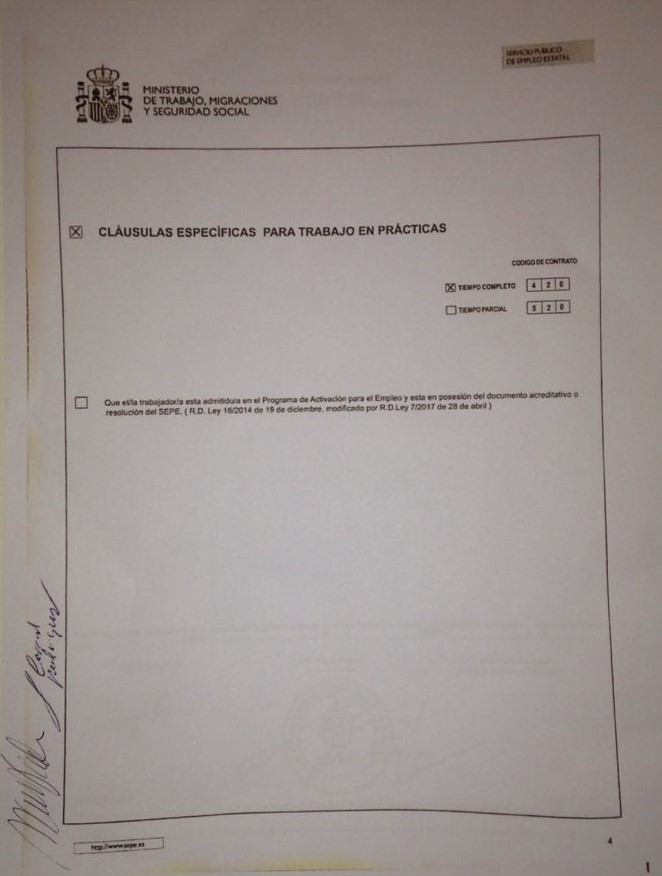 SERVICIO PUBLICO
DE EMPLEO ESTATAL
MINISTERIO
DE TRABAJO, MIGRACIONES
Y SEGURIDAD SOCIAL
CLÁUSULAS ESPECÍFICAS PARA TRABAJO EN PRÁCTICAS
CODIGO DE CONTRATO
TIEMPO COMPLETO 4 2 0
TIEMPO PARCIAL 5 2 0
Que el/la trabajador/a esta admitido/a en el Programa de Activación para el Empleo y esta en posesión del documento acreditativo o
resolución del SEPE. ( R.D. Ley 16/2014 de 19 de diciembre, modificado por R.D.Ley 7/2017 de 28 de abril )
http://www.sepe.es
4
1